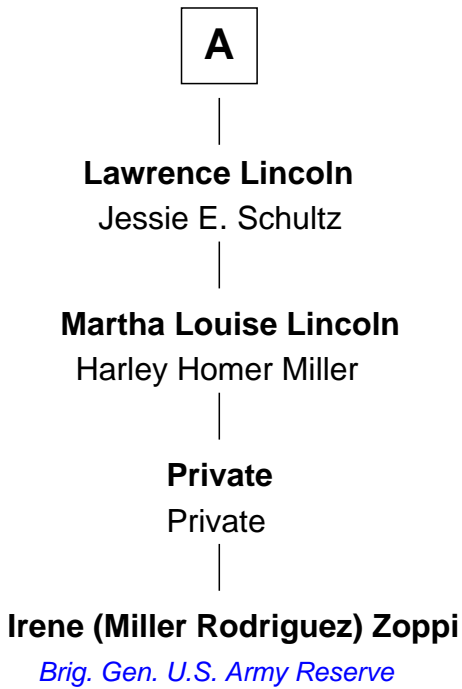 A
Lawrence Lincoln
Jessie E. Schultz
Martha Louise Lincoln
Harley Homer Miller
Private
Private
Irene (Miller Rodriguez) Zoppi
Brig. Gen. U.S. Army Reserve